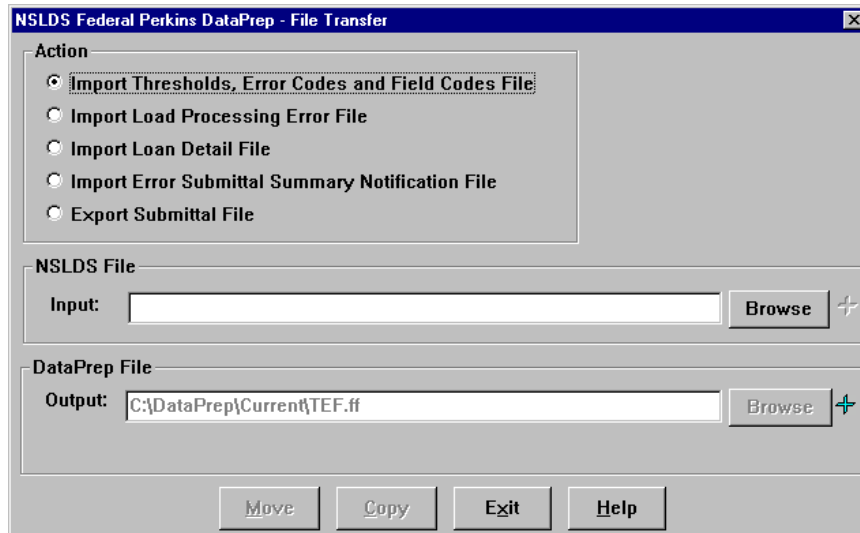 NSLDS Federal Perkins DataPrep - File Transfer
Action
Import Thresholds, Error Codes and Field Codes File
Import Load Processing Error File
Import Loan Detail File
Import Error Submittal Summary Notification File
Export Submittal File
NSLDS File
Input:
Browse
DataPrep File
Output: C:\DataPrep\Current\TEF.ff Browse
Move Copy Exit Help